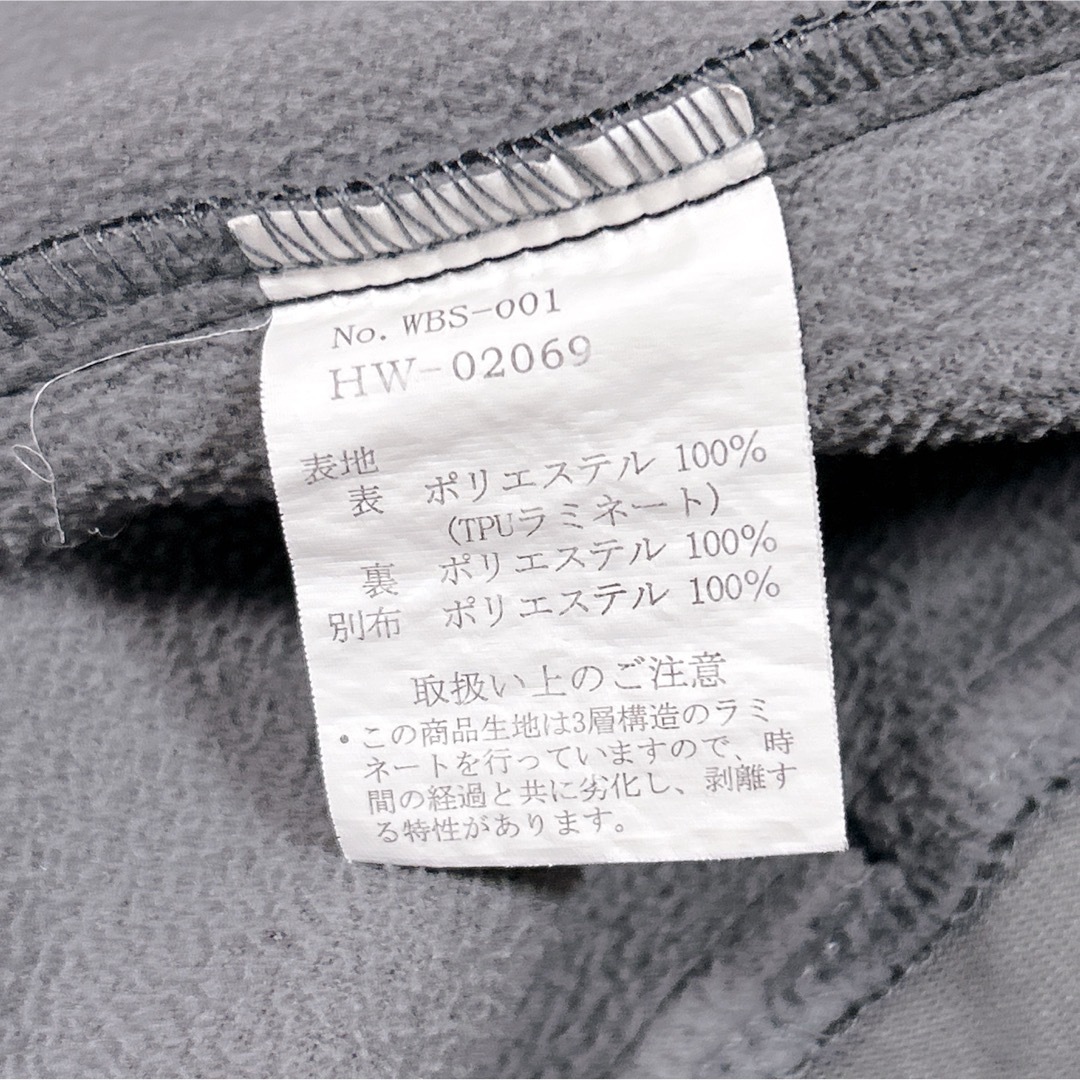 No. WBS-001
HW-02069
表地
表 ポリエステル 100%
(TPUラミネート)
裏 ポリエステル 100%
別布 ポリエステル 100%
取扱い上のご注意
・この商品生地は3層構造のラミ
ネートを行っていますので、時
間の経過と共に劣化し、剥離す
る特性があります。